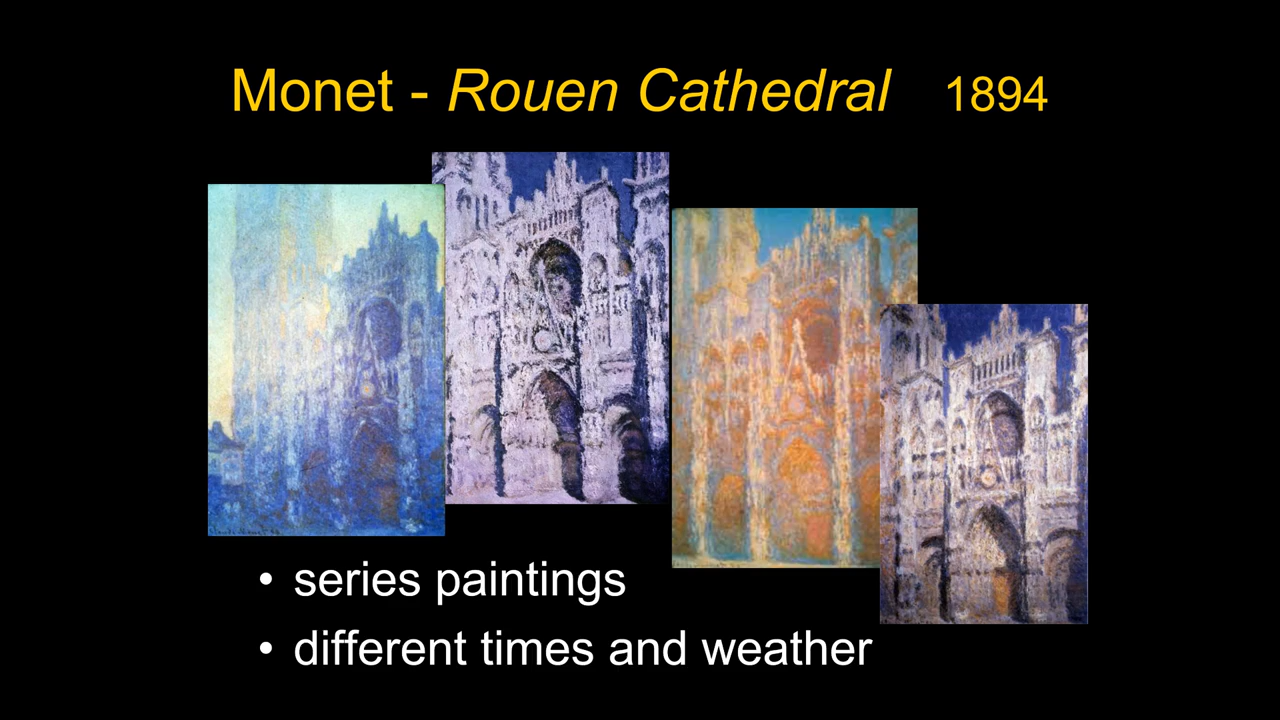 Monet - Rouen Cathedral 1894
• series paintings
• different times and weather